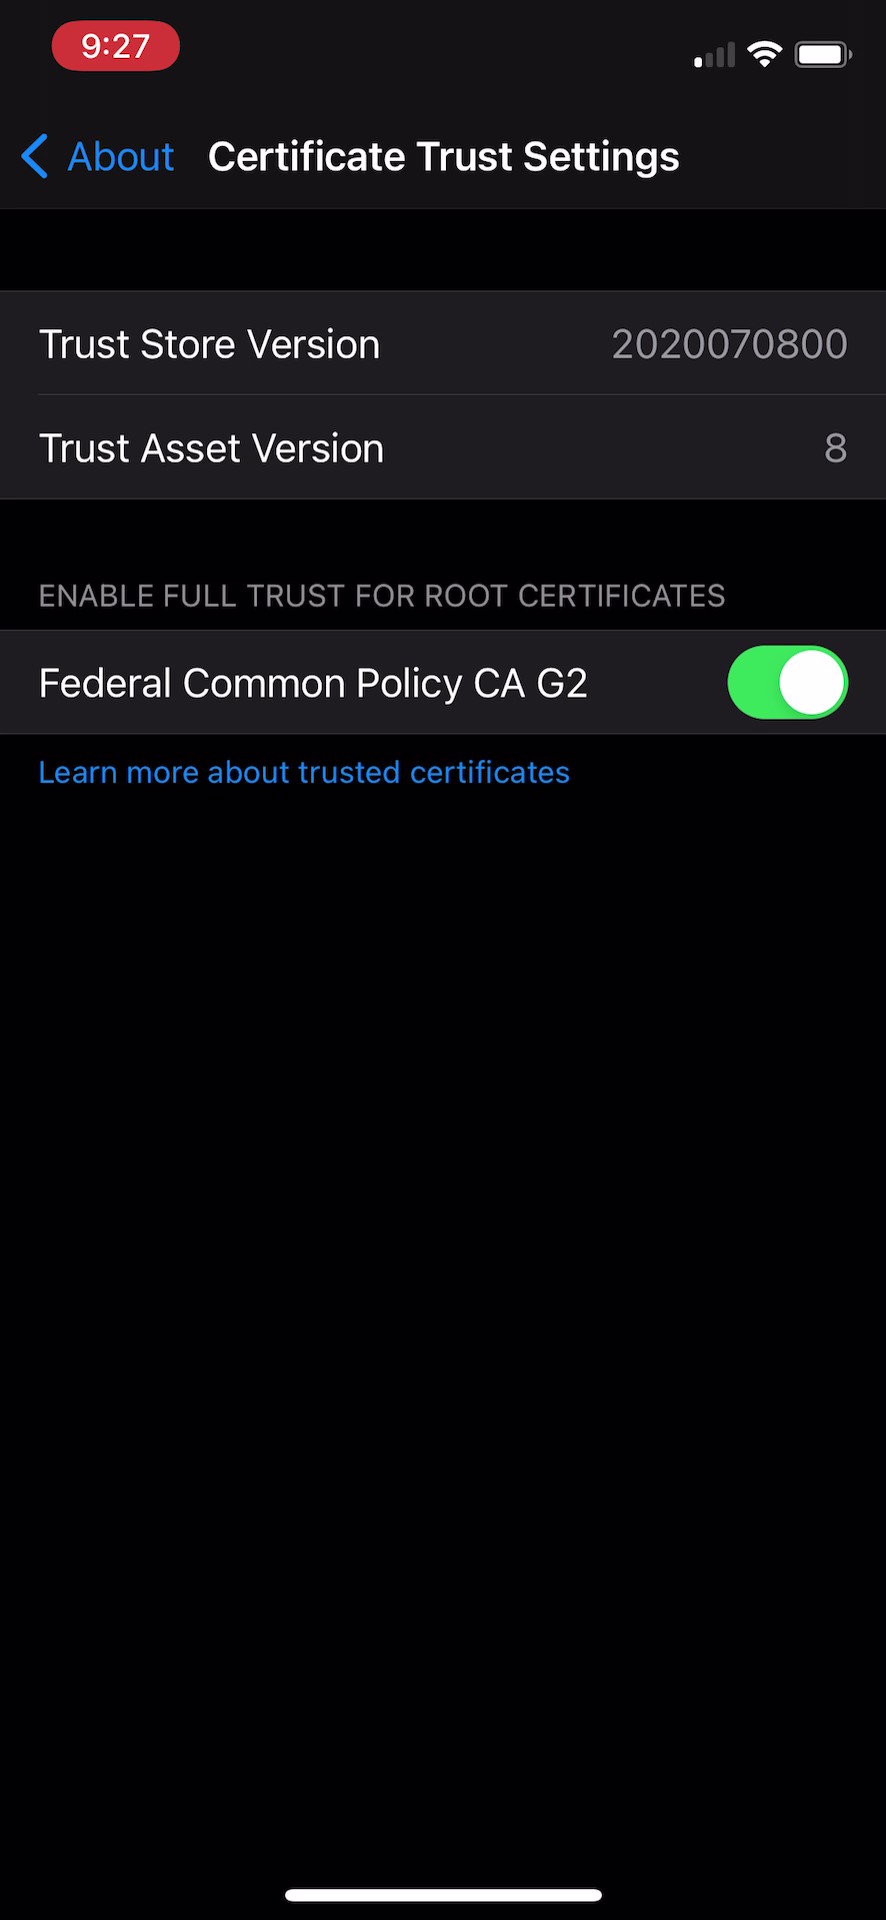 9:27
About Certificate Trust Settings
Trust Store Version 2020070800
Trust Asset Version 8
ENABLE FULL TRUST FOR ROOT CERTIFICATES
Federal Common Policy CA G2
Learn more about trusted certificates